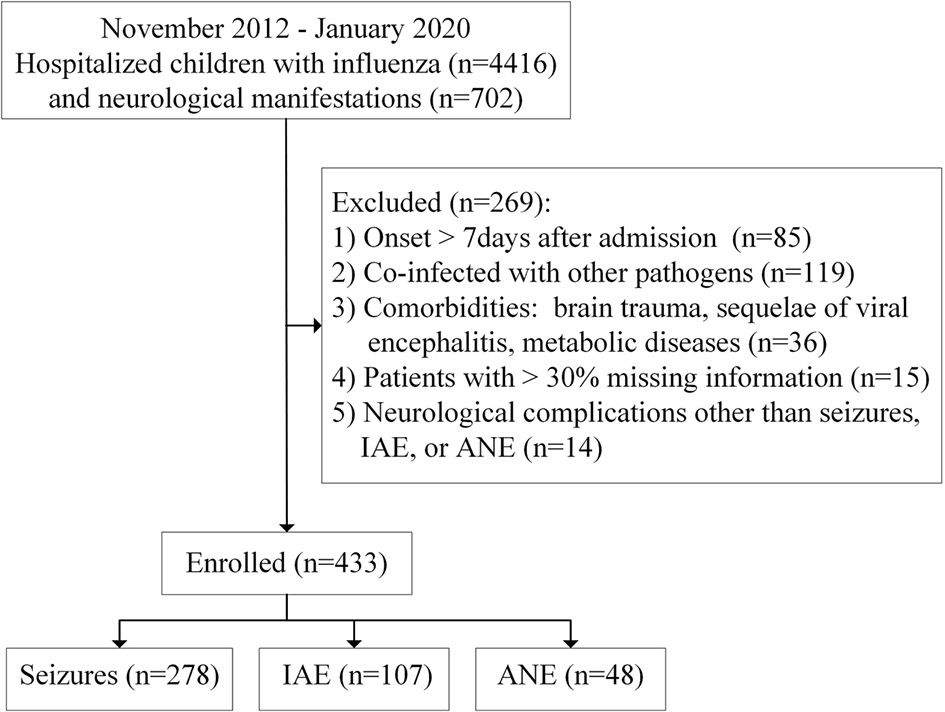 November 2012 - January 2020
Hospitalized children with influenza (n=4416)
and neurological manifestations (n=702)
Excluded (n=269):
1) Onset > 7days after admission (n=85)
2) Co-infected with other pathogens (n=119)
3) Comorbidities: brain trauma, sequelae of viral
encephalitis, metabolic diseases (n=36)
4) Patients with > 30% missing information (n=15)
5) Neurological complications other than seizures,
IAE, or ANE (n=14)
Enrolled (n=433)
Seizures (n=278)
IAE (n=107)
ANE (n=48)